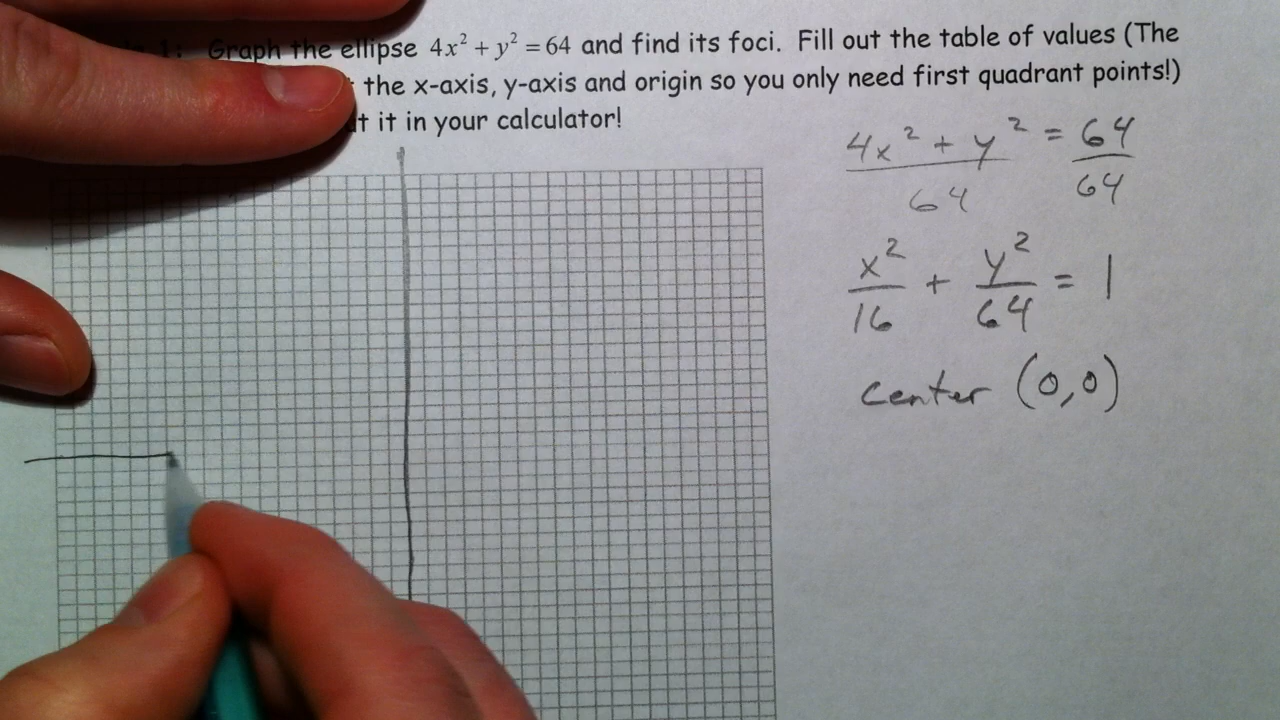 1: Graph the ellipse 4x² + y² = 64 and find its foci. Fill out the table of values (The
the x-axis, y-axis and origin so you only need first quadrant points!)
it in your calculator!
4x² + y² = 64
64 64
x² + y² = 1
16 64
center (0,0)